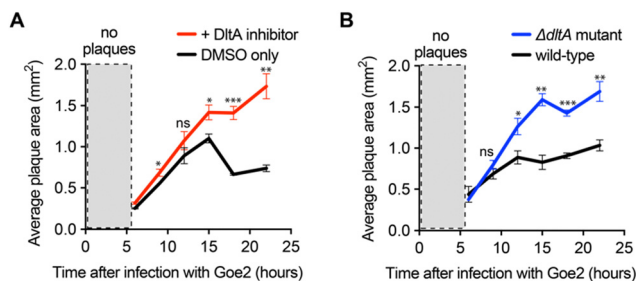 A
no
plaques
+ DltA inhibitor
DMSO only
Average plaque area (mm²)
2.0
1.5
1.0
0.5
0.0
*
ns
*
***
**
0
5
10
15
20
25
Time after infection with Goe2 (hours)
B
no
plaques
ΔdltA mutant
wild-type
Average plaque area (mm²)
2.0
1.5
1.0
0.5
0.0
ns
*
**
***
**
0
5
10
15
20
25
Time after infection with Goe2 (hours)